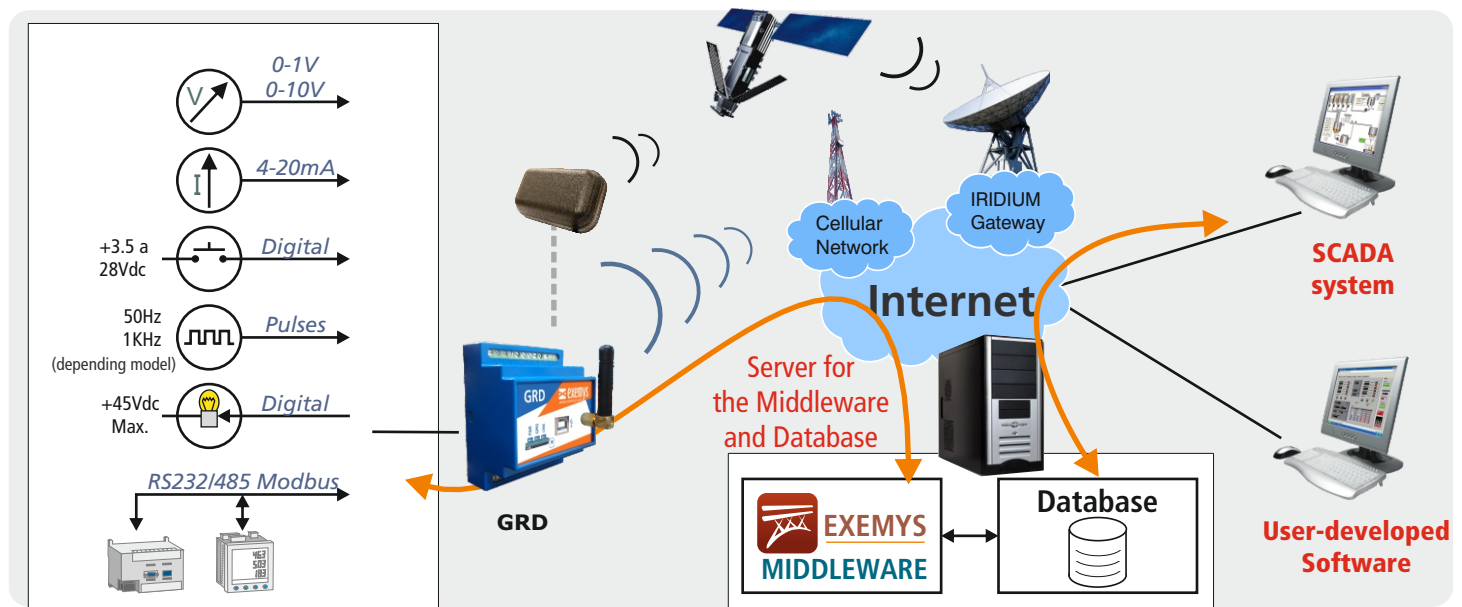 0-1V
0-10V
V
4-20mA
I
+3.5 a
28Vdc
Digital
50Hz
1KHz
(depending model)
Pulses
+45Vdc
Max.
Digital
RS232/485 Modbus
GRD
EXEMYS
GRD
Cellular
Network
IRIDIUM
Gateway
Internet
Server for
the Middleware
and Database
EXEMYS
MIDDLEWARE
Database
SCADA
system
User-developed
Software